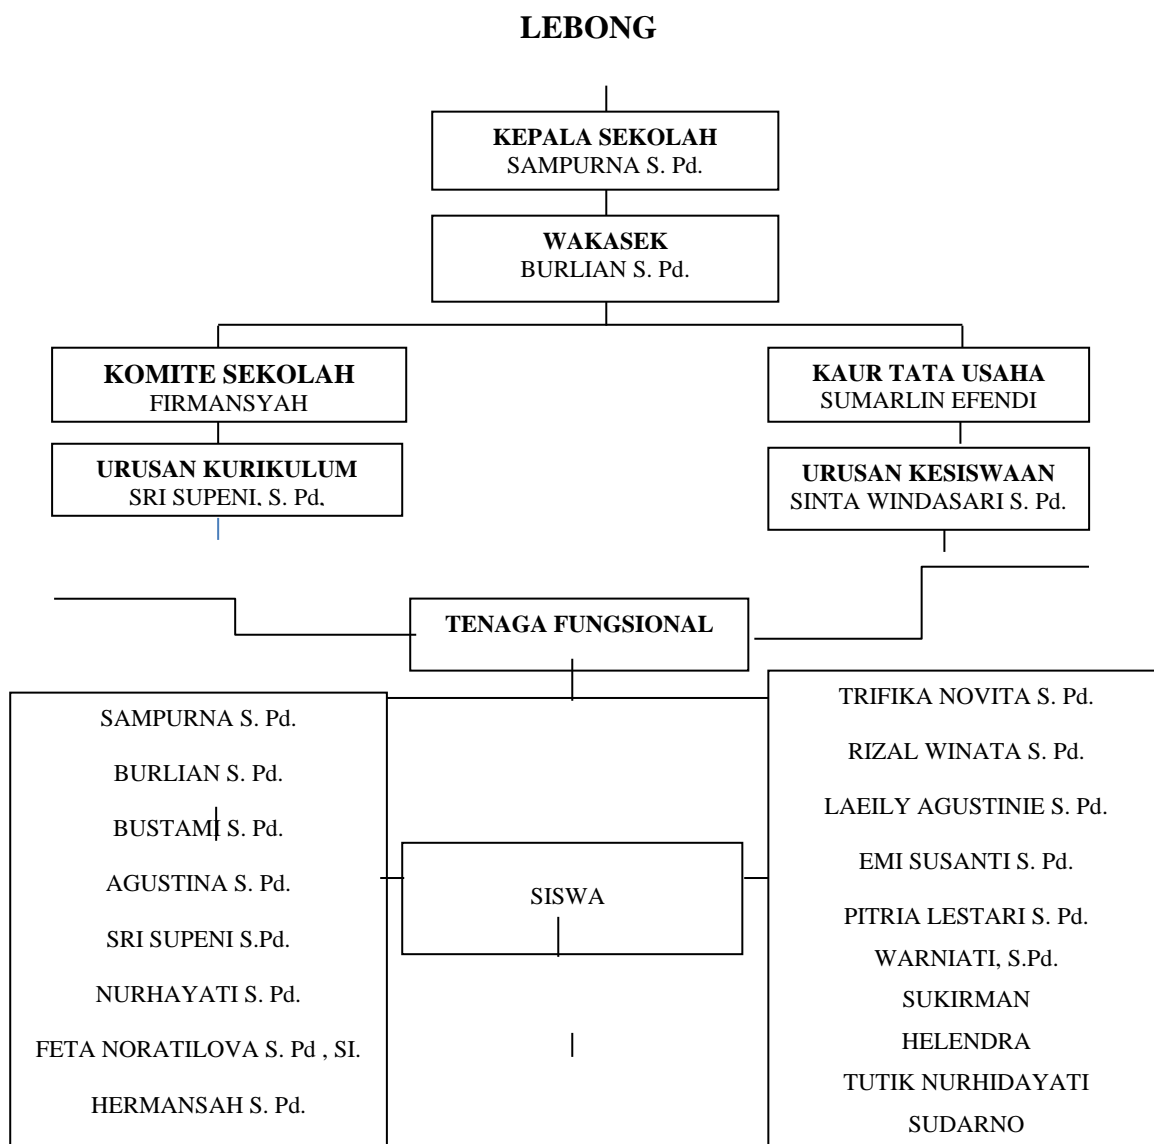 LEBONG
KEPALA SEKOLAH
SAMPURNA S. Pd.
WAKASEK
BURLIAN S. Pd.
KOMITE SEKOLAH
FIRMANSYAH
KAUR TATA USAHA
SUMARLIN EFENDI
URUSAN KURIKULUM
SRI SUPENI, S. Pd,
URUSAN KESISWAAN
SINTA WINDASARI S. Pd.
TENAGA FUNGSIONAL
SAMPURNA S. Pd.
BURLIAN S. Pd.
BUSTAMI S. Pd.
AGUSTINA S. Pd.
SRI SUPENI S.Pd.
NURHAYATI S. Pd.
FETA NORATILOVA S. Pd , SI.
HERMANSAH S. Pd.
SISWA
TRIFIKA NOVITA S. Pd.
RIZAL WINATA S. Pd.
LAEILY AGUSTINIE S. Pd.
EMI SUSANTI S. Pd.
PITRIA LESTARI S. Pd.
WARNIATI, S.Pd.
SUKIRMAN
HELENDRA
TUTIK NURHIDAYATI
SUDARNO